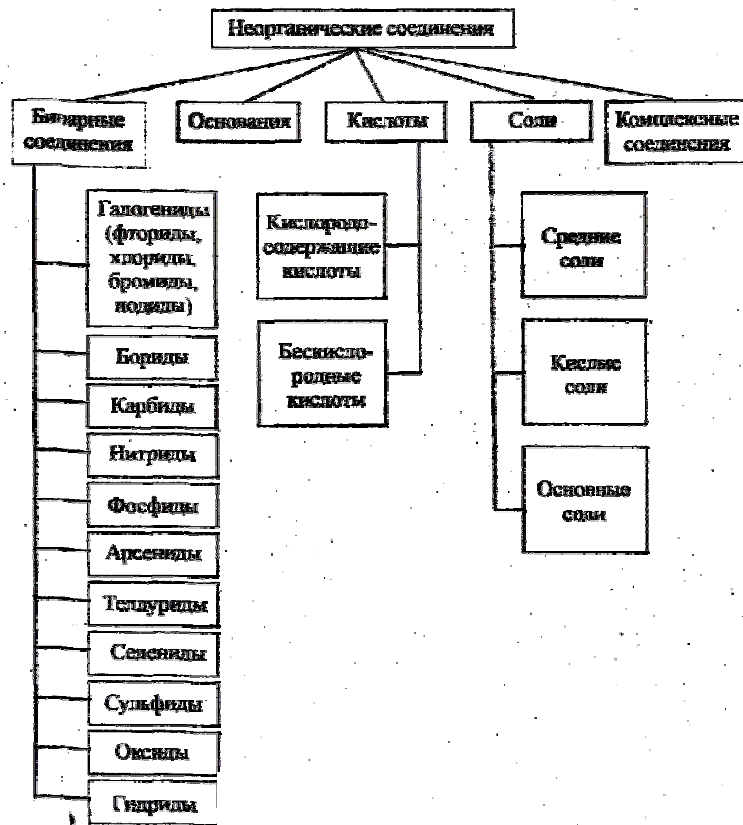 Неорганические соединения
Бинарные
соединения
Основания
Кислоты
Соли
Комплексные
соединения
Галогениды
(фториды,
хлориды,
бромиды,
иодиды)
Бориды
Карбиды
Нитриды
Фосфиды
Арсениды
Теллуриды
Селениды
Сульфиды
Оксиды
Гидриды
Кислородо-
содержащие
кислоты
Бескисло-
родные
кислоты
Средние
соли
Кислые
соли
Основные
соли